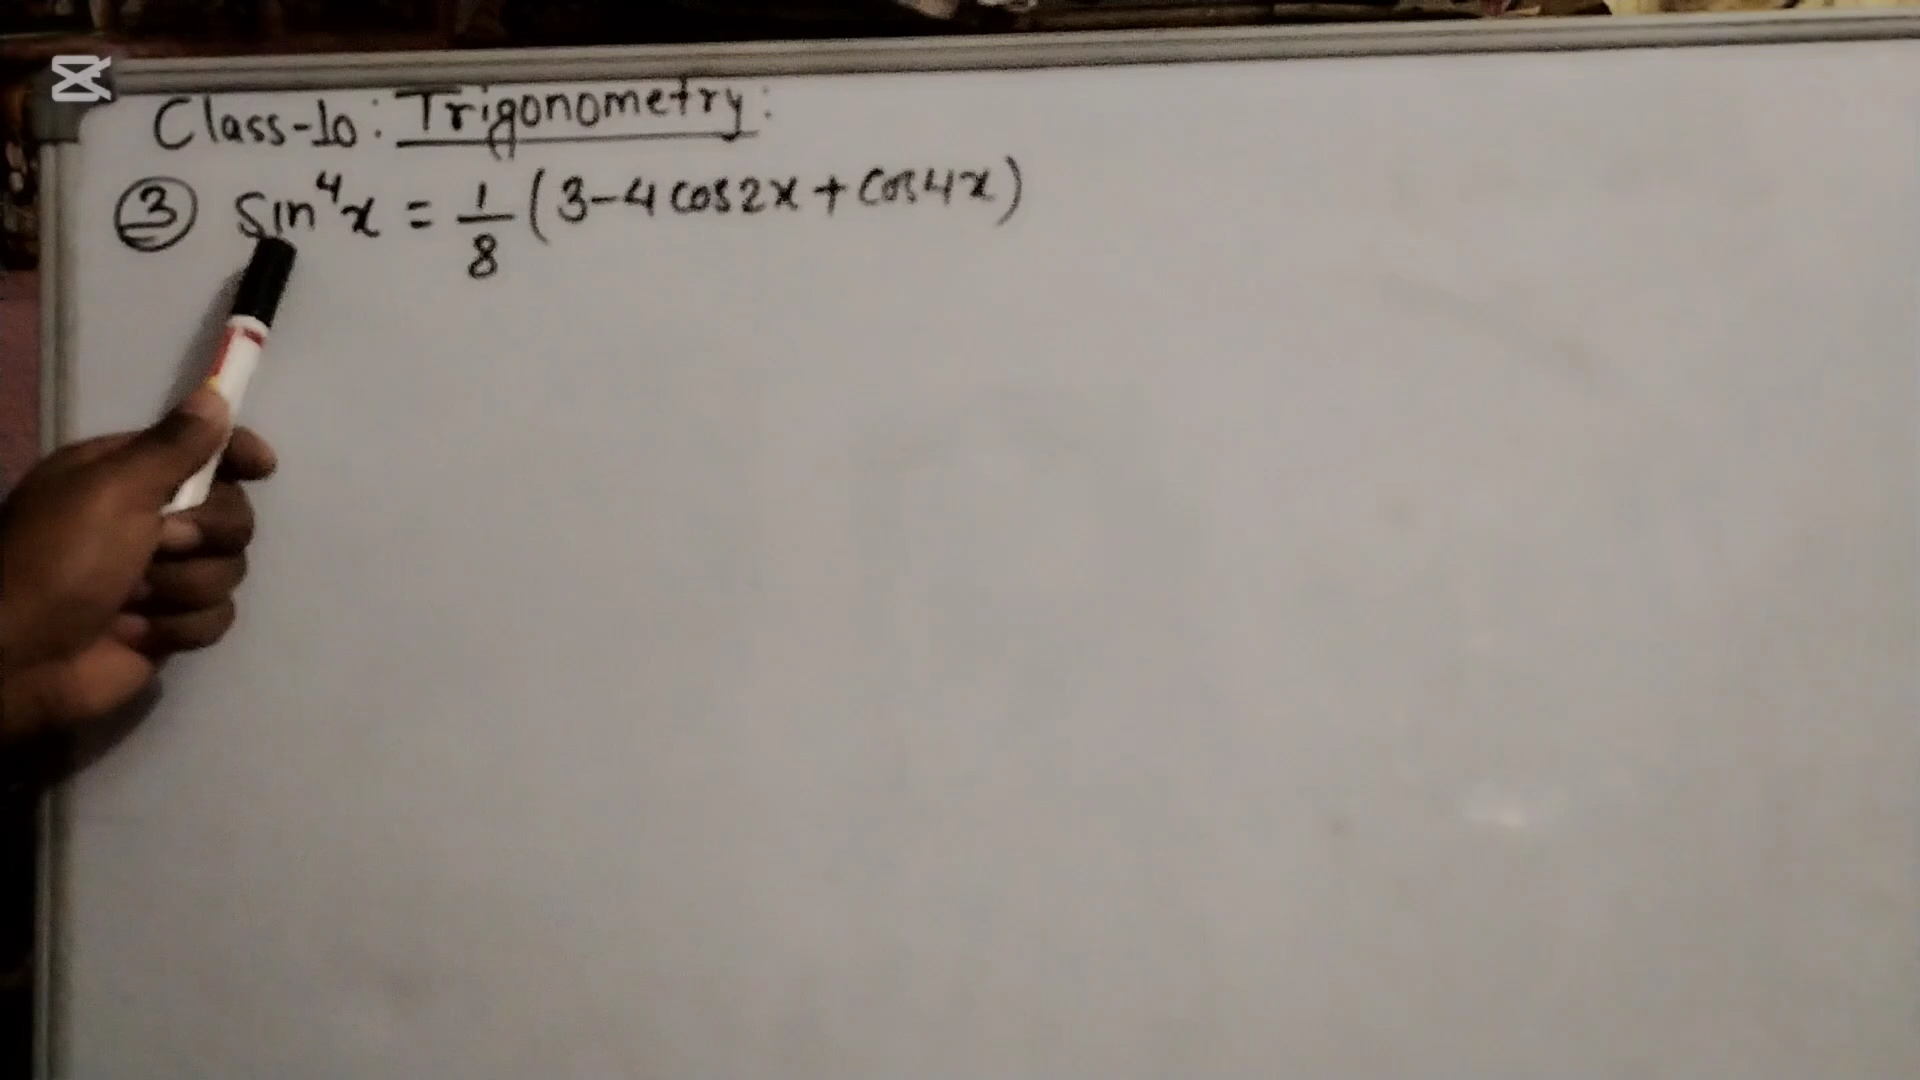 Class-10: Trigonometry:
③ sin⁴x = 1/8 (3-4cos2x+cos4x)